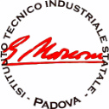 ISTITUTO TECNICO INDUSTRIALE STATALE
G Marconi
- PADOVA -